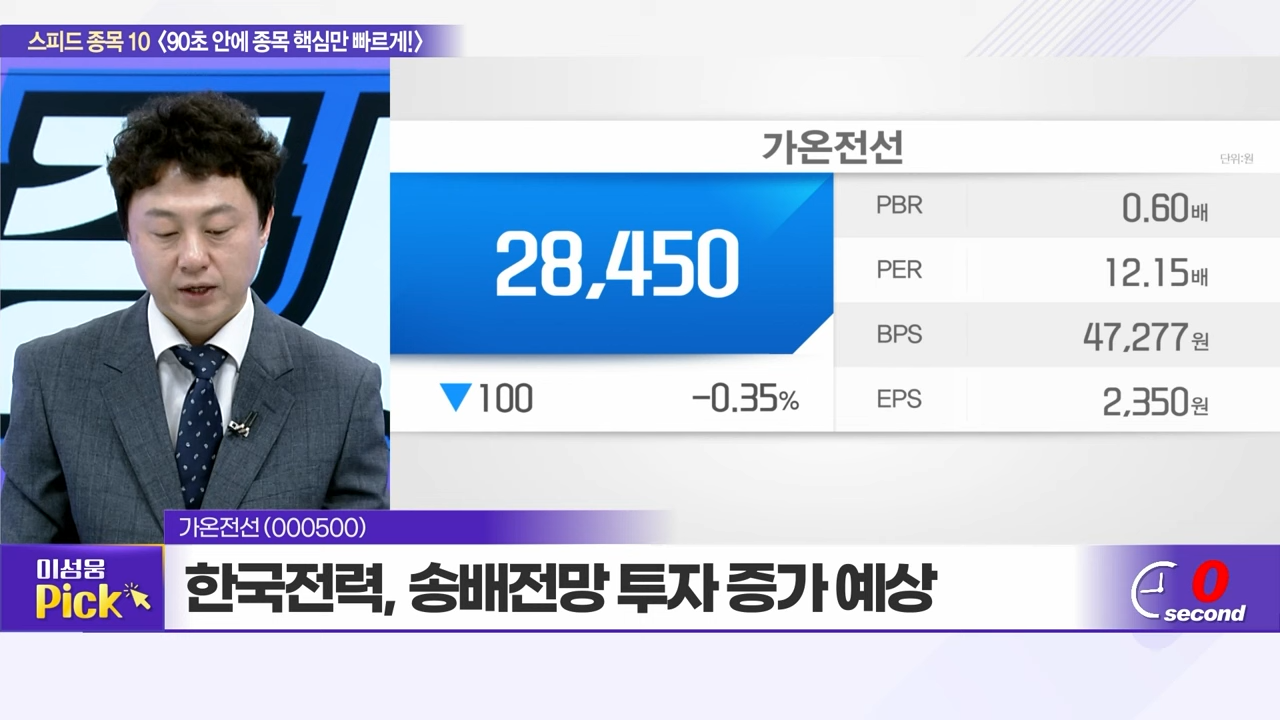 스피드 종목 10 〈90초 안에 종목 핵심만 빠르게!〉
가온전선
단위:원
28,450
▼100 -0.35%
PBR 0.60배
PER 12.15배
BPS 47,277원
EPS 2,350원
가온전선(000500)
이성웅
Pick
한국전력, 송배전망 투자 증가 예상
0
second